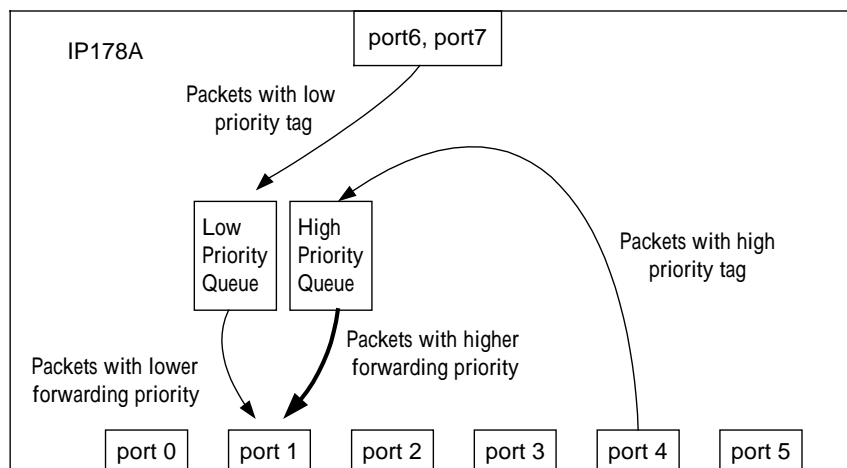 IP178A
port6, port7
Packets with low
priority tag
Low
Priority
Queue
High
Priority
Queue
Packets with high
priority tag
Packets with lower
forwarding priority
Packets with higher
forwarding priority
port 0
port 1
port 2
port 3
port 4
port 5